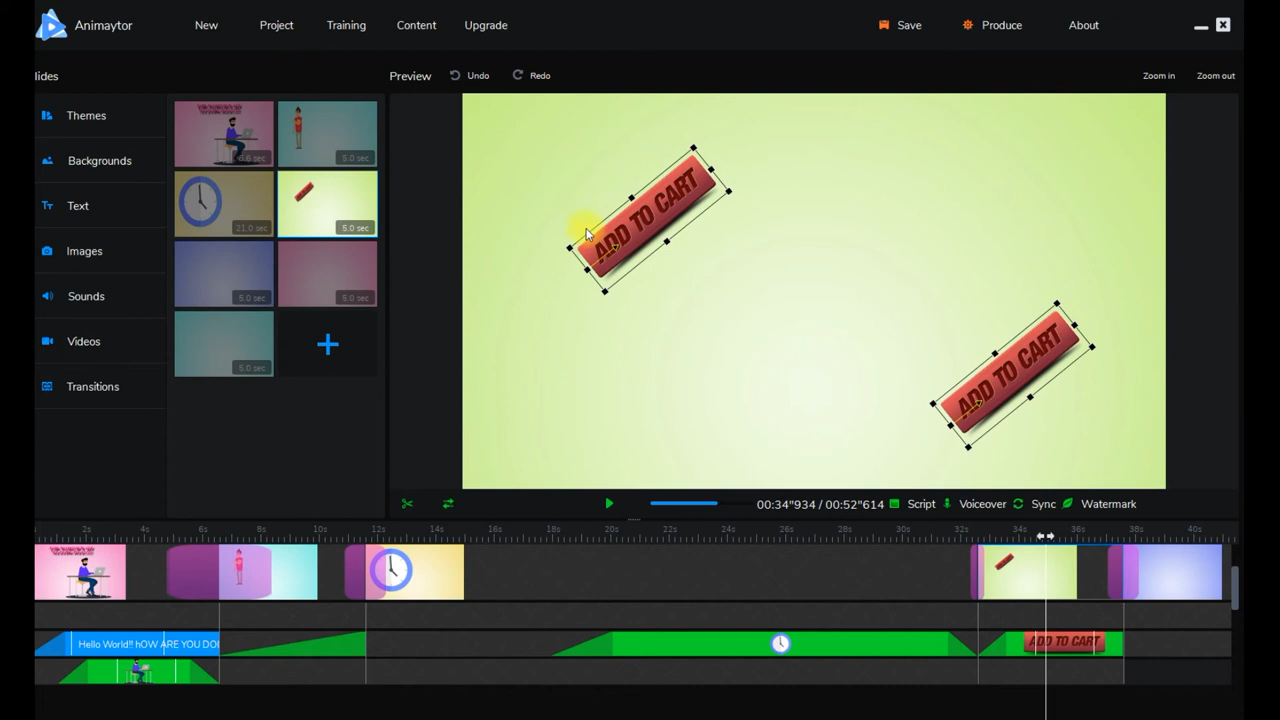 Animaytor New Project Training Content Upgrade Save Produce About
lides Preview Undo Redo Zoom in Zoom out
Themes
Backgrounds
Text
Images
Sounds
Videos
Transitions
5.0 sec
21.0 sec 5.0 sec
5.0 sec 5.0 sec
5.0 sec
ADD TO CART
ADD TO CART
00:34"934 / 00:52"614 Script Voiceover Sync Watermark
2s 4s 6s 8s 10s 12s 14s 16s 18s 20s 22s 24s 26s 28s 30s 32s 34s 36s 38s 40s
Hello World!! hOW ARE YOU DOI ADD TO CART